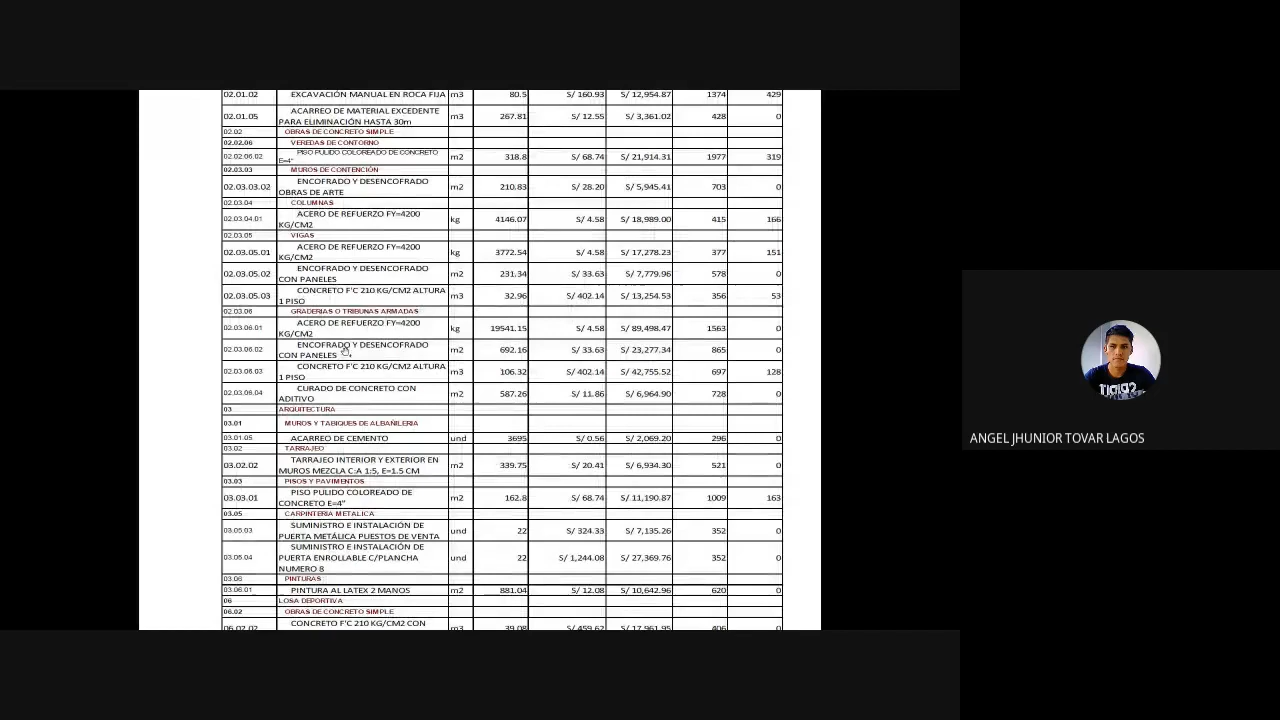 02.01.02 EXCAVACIÓN MANUAL EN ROCA FIJA m3 80.5 S/ 160.93 S/ 12,954.87 1374 429
02.01.05 ACARREO DE MATERIAL EXCEDENTE PARA ELIMINACIÓN HASTA 30m m3 267.81 S/ 12.55 S/ 3,361.02 428 0
02.02 OBRAS DE CONCRETO SIMPLE
02.02.06 VEREDAS DE CONTORNO
02.02.06.02 PISO PULIDO COLOREADO DE CONCRETO E=4" m2 318.8 S/ 68.74 S/ 21,914.31 1977 319
02.03.03 MUROS DE CONTENCIÓN
02.03.03.02 ENCOFRADO Y DESENCOFRADO OBRAS DE ARTE m2 210.83 S/ 28.20 S/ 5,945.41 703 0
02.03.04 COLUMNAS
02.03.04.01 ACERO DE REFUERZO FY=4200 KG/CM2 kg 4146.07 S/ 4.58 S/ 18,989.00 415 166
02.03.05 VIGAS
02.03.05.01 ACERO DE REFUERZO FY=4200 KG/CM2 kg 3772.54 S/ 4.58 S/ 17,278.23 377 151
02.03.05.02 ENCOFRADO Y DESENCOFRADO CON PANELES m2 231.34 S/ 33.63 S/ 7,779.96 578 0
02.03.05.03 CONCRETO F'C 210 KG/CM2 ALTURA 1 PISO m3 32.96 S/ 402.14 S/ 13,254.53 356 53
02.03.06 GRADERIAS O TRIBUNAS ARMADAS
02.03.06.01 ACERO DE REFUERZO FY=4200 KG/CM2 kg 19541.15 S/ 4.58 S/ 89,498.47 1563 0
02.03.06.02 ENCOFRADO Y DESENCOFRADO CON PANELES m2 692.16 S/ 33.63 S/ 23,277.34 865 0
02.03.06.03 CONCRETO F'C 210 KG/CM2 ALTURA 1 PISO m3 106.32 S/ 402.14 S/ 42,755.52 697 128
02.03.06.04 CURADO DE CONCRETO CON ADITIVO m2 587.26 S/ 11.86 S/ 6,964.90 728 0
03 ARQUITECTURA
03.01 MUROS Y TABIQUES DE ALBAÑILERIA
03.01.05 ACARREO DE CEMENTO und 3695 S/ 0.56 S/ 2,069.20 296 0
03.02 TARRAJEO
03.02.02 TARRAJEO INTERIOR Y EXTERIOR EN MUROS MEZCLA C:A 1:5, E=1.5 CM m2 339.75 S/ 20.41 S/ 6,934.30 521 0
03.03 PISOS Y PAVIMENTOS
03.03.01 PISO PULIDO COLOREADO DE CONCRETO E=4" m2 162.8 S/ 68.74 S/ 11,190.87 1009 163
03.05 CARPINTERIA METALICA
03.05.03 SUMINISTRO E INSTALACIÓN DE PUERTA METÁLICA PUESTOS DE VENTA und 22 S/ 324.33 S/ 7,135.26 352 0
03.05.04 SUMINISTRO E INSTALACIÓN DE PUERTA ENROLLABLE C/PLANCHA NUMERO 8 und 22 S/ 1,244.08 S/ 27,369.76 352 0
03.06 PINTURAS
03.06.01 PINTURA AL LATEX 2 MANOS m2 881.04 S/ 12.08 S/ 10,642.96 620 0
06 LOSA DEPORTIVA
06.02 OBRAS DE CONCRETO SIMPLE
06.02.02 CONCRETO F'C 210 KG/CM2 CON m3 39.08 S/ 459.62 S/ 17,961.95 406 0
ANGEL JHUNIOR TOVAR LAGOS